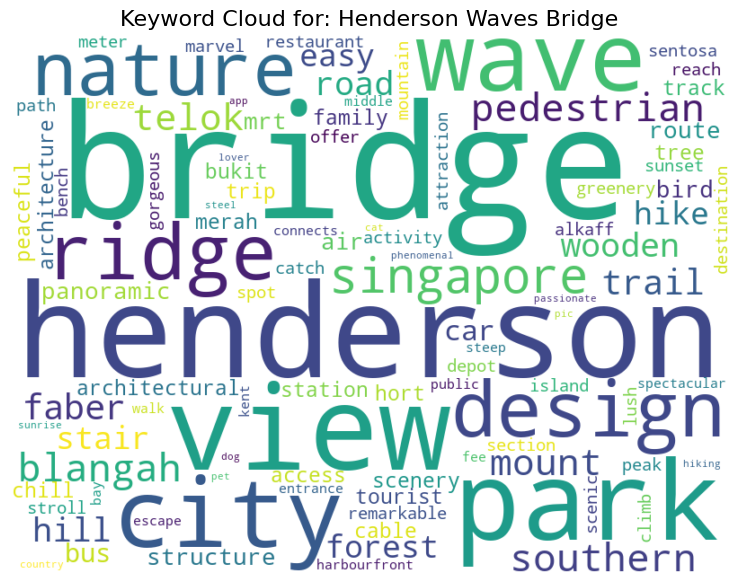 Keyword Cloud for: Henderson Waves Bridge
meter
marvel
restaurant
nature
easy
wave
sentosa
reach
mountain
road
track
path
breeze
app
middle
pedestrian
telok
mrt
family
offer
bridge
route
architecture
bench
gorgeous
lover
bukit
attraction
tree
sunset
peaceful
trip
greenery
bird
steel
merah
hike
destination
ridge
connects
cat
air
activity
alkaff
wooden
catch
phenomenal
singapore
trail
panoramic
spot
passionate
henderson
pic
car
steep
depot
architectural
station
hort
public
island
spectacular
faber
walk
kent
view
design
lush
sunrise
stair
section
blangah
dog
pet
access
scenery
fee
mount
peak
hiking
chill
bay
city
entrance
tourist
park
scenic
climb
stroll
remarkable
hill
escape
cable
bus
structure
forest
southern
country
harbourfront